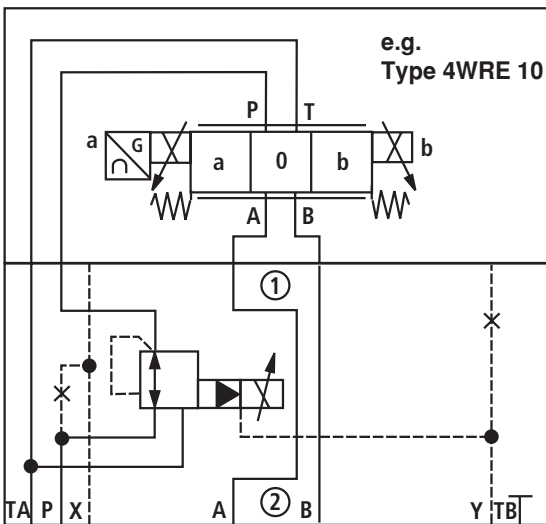 e.g.
Type 4WRE 10
P T
a G a 0 b b
A B
①
TA P X A ② B Y TB